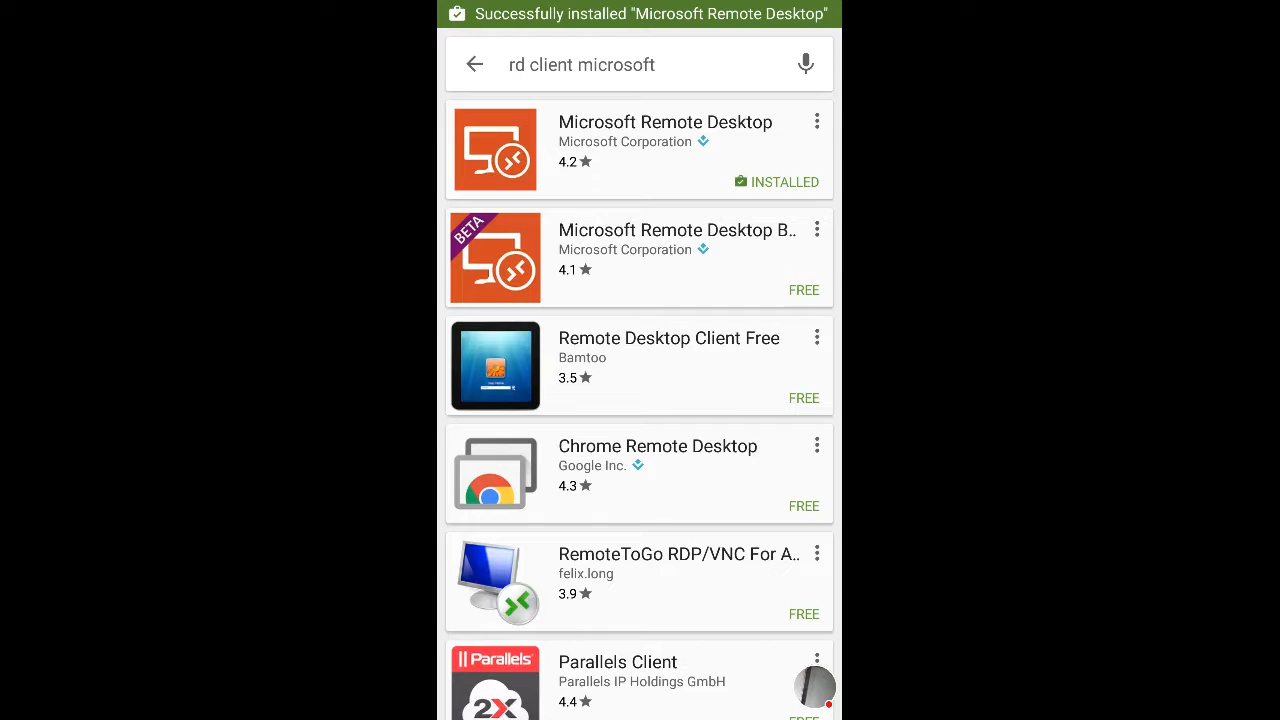 Successfully installed "Microsoft Remote Desktop"
rd client microsoft
Microsoft Remote Desktop
Microsoft Corporation
4.2
INSTALLED
BETA
Microsoft Remote Desktop B..
Microsoft Corporation
4.1
FREE
Remote Desktop Client Free
Bamtoo
3.5
FREE
Chrome Remote Desktop
Google Inc.
4.3
FREE
RemoteToGo RDP/VNC For A..
felix.long
3.9
FREE
Parallels
2X
Parallels Client
Parallels IP Holdings GmbH
4.4
FREE